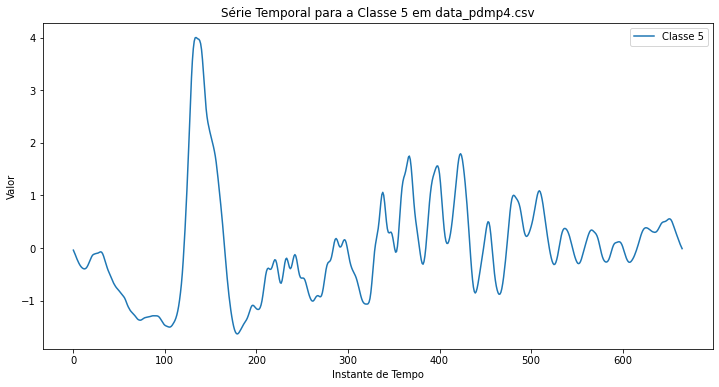 Série Temporal para a Classe 5 em data_pdmp4.csv
Classe 5
Valor
4
3
2
1
0
−1
0 100 200 300 400 500 600
Instante de Tempo